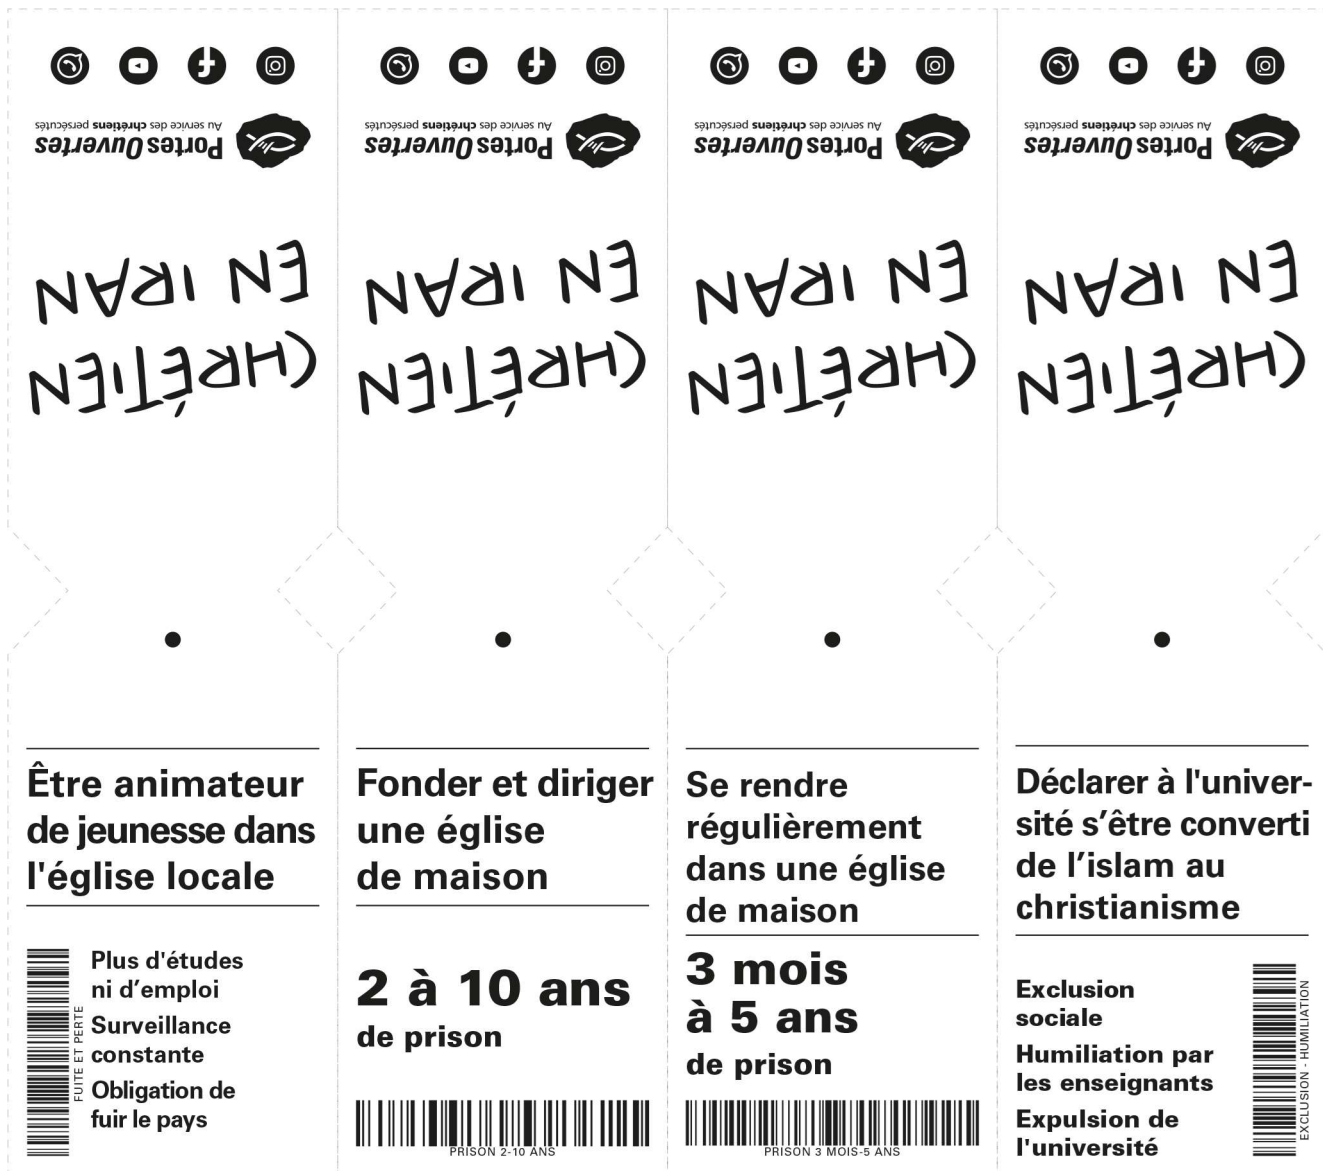 Portes Ouvertes
Au service des chrétiens persécutés
CHRÉTIEN
EN IRAN
Être animateur
de jeunesse dans
l'église locale
Plus d'études
ni d’emploi
Surveillance
constante
Obligation de
fuir le pays
FUITE ET PERTE
Portes Ouvertes
Au service des chrétiens persécutés
CHRÉTIEN
EN IRAN
Fonder et diriger
une église
de maison
2 à 10 ans
de prison
PRISON 2-10 ANS
Portes Ouvertes
Au service des chrétiens persécutés
CHRÉTIEN
EN IRAN
Se rendre
régulièrement
dans une église
de maison
3 mois
à 5 ans
de prison
PRISON 3 MOIS-5 ANS
Portes Ouvertes
Au service des chrétiens persécutés
CHRÉTIEN
EN IRAN
Déclarer à l'univer-
sité s’être converti
de l’islam au
christianisme
Exclusion
sociale
Humiliation par
les enseignants
Expulsion de
l'université
EXCLUSION - HUMILIATION